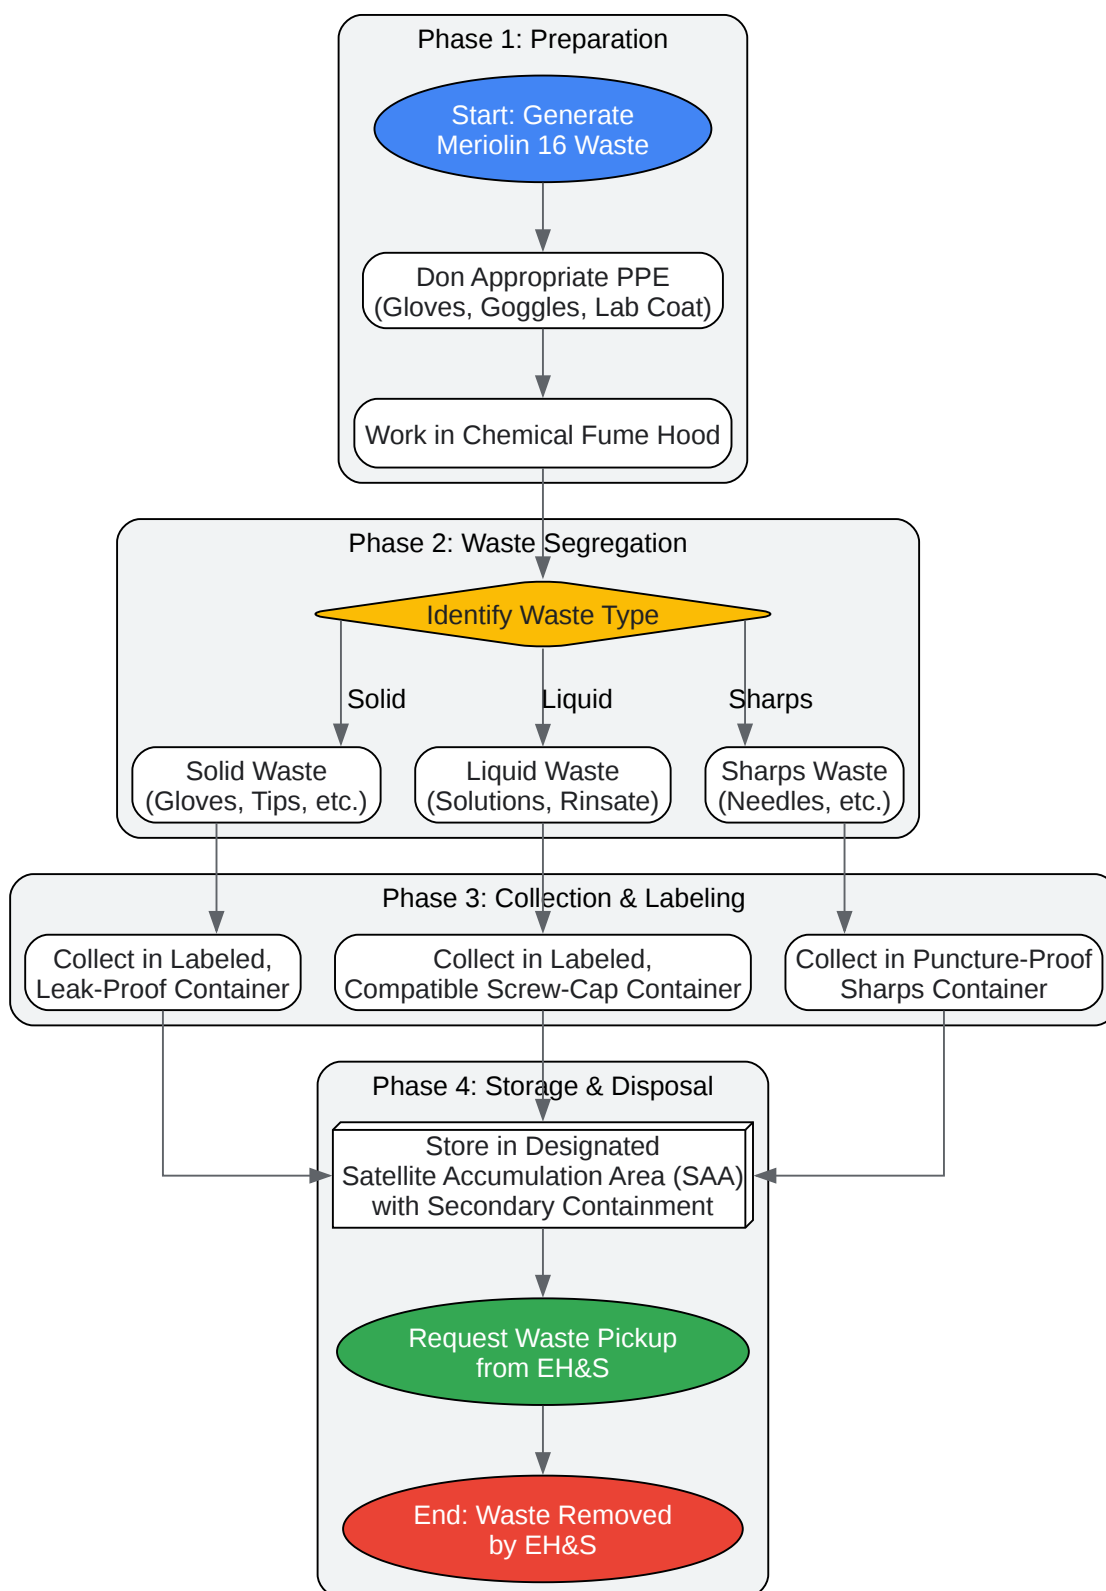 Phase 1: Preparation
Start: Generate
Meriolin 16 Waste
Don Appropriate PPE
(Gloves, Goggles, Lab Coat)
Work in Chemical Fume Hood
Phase 2: Waste Segregation
Identify Waste Type
Solid
Liquid
Sharps
Solid Waste
(Gloves, Tips, etc.)
Liquid Waste
(Solutions, Rinsate)
Sharps Waste
(Needles, etc.)
Phase 3: Collection & Labeling
Collect in Labeled,
Leak-Proof Container
Collect in Labeled,
Compatible Screw-Cap Container
Collect in Puncture-Proof
Sharps Container
Phase 4: Storage & Disposal
Store in Designated
Satellite Accumulation Area (SAA)
with Secondary Containment
Request Waste Pickup
from EH&S
End: Waste Removed
by EH&S